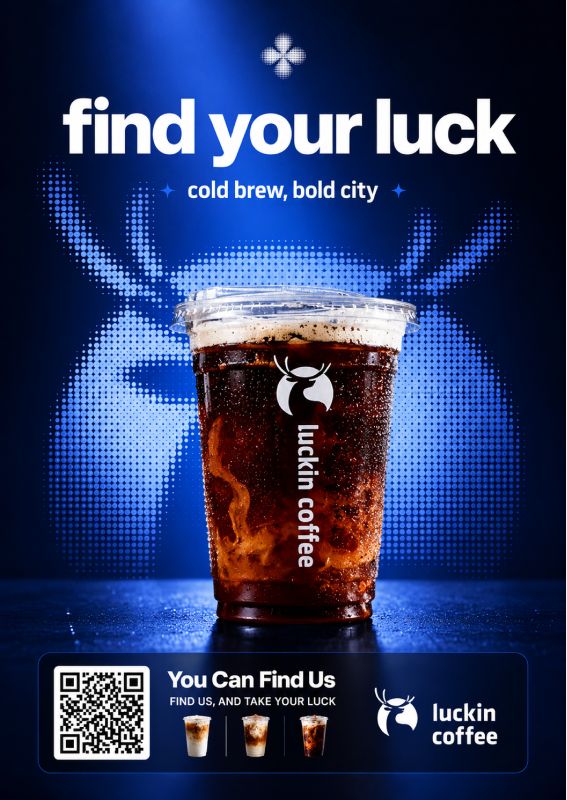 find your luck
cold brew, bold city
luckin coffee
You Can Find Us
FIND US, AND TAKE YOUR LUCK
luckin
coffee